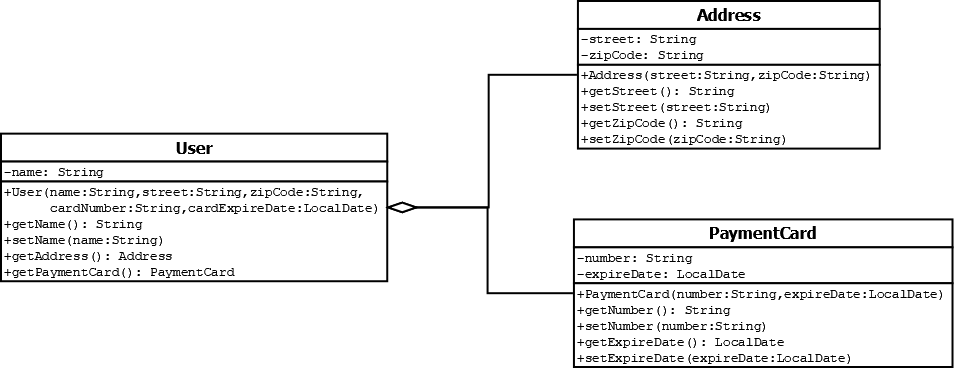 Address
-street: String
-zipCode: String
+Address(street:String,zipCode:String)
+getStreet(): String
+setStreet(street:String)
+getZipCode(): String
+setZipCode(zipCode:String)
User
-name: String
+User(name:String,street:String,zipCode:String,
cardNumber:String,cardExpireDate:LocalDate)
+getName(): String
+setName(name:String)
+getAddress(): Address
+getPaymentCard(): PaymentCard
PaymentCard
-number: String
-expireDate: LocalDate
+PaymentCard(number:String,expireDate:LocalDate)
+getNumber(): String
+setNumber(number:String)
+getExpireDate(): LocalDate
+setExpireDate(expireDate:LocalDate)